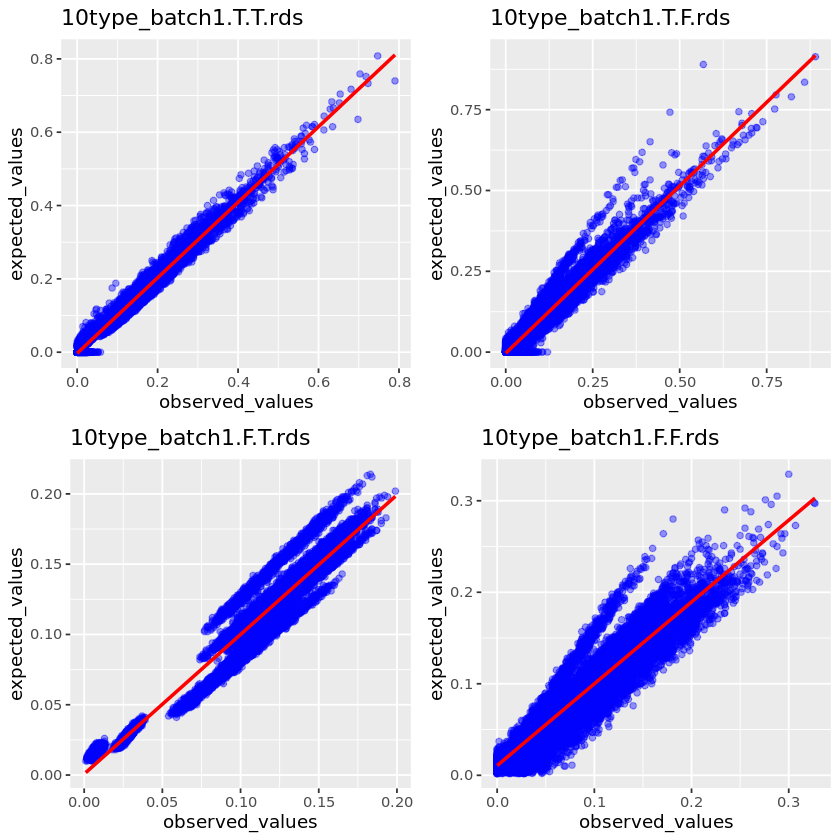 10type_batch1.T.T.rds
0.8
0.6
0.4
0.2
0.0
expected_values
0.0 0.2 0.4 0.6 0.8
observed_values
10type_batch1.T.F.rds
0.75
0.50
0.25
0.00
expected_values
0.00 0.25 0.50 0.75
observed_values
10type_batch1.F.T.rds
0.20
0.15
0.10
0.05
0.00
expected_values
0.00 0.05 0.10 0.15 0.20
observed_values
10type_batch1.F.F.rds
0.3
0.2
0.1
0.0
expected_values
0.0 0.1 0.2 0.3
observed_values